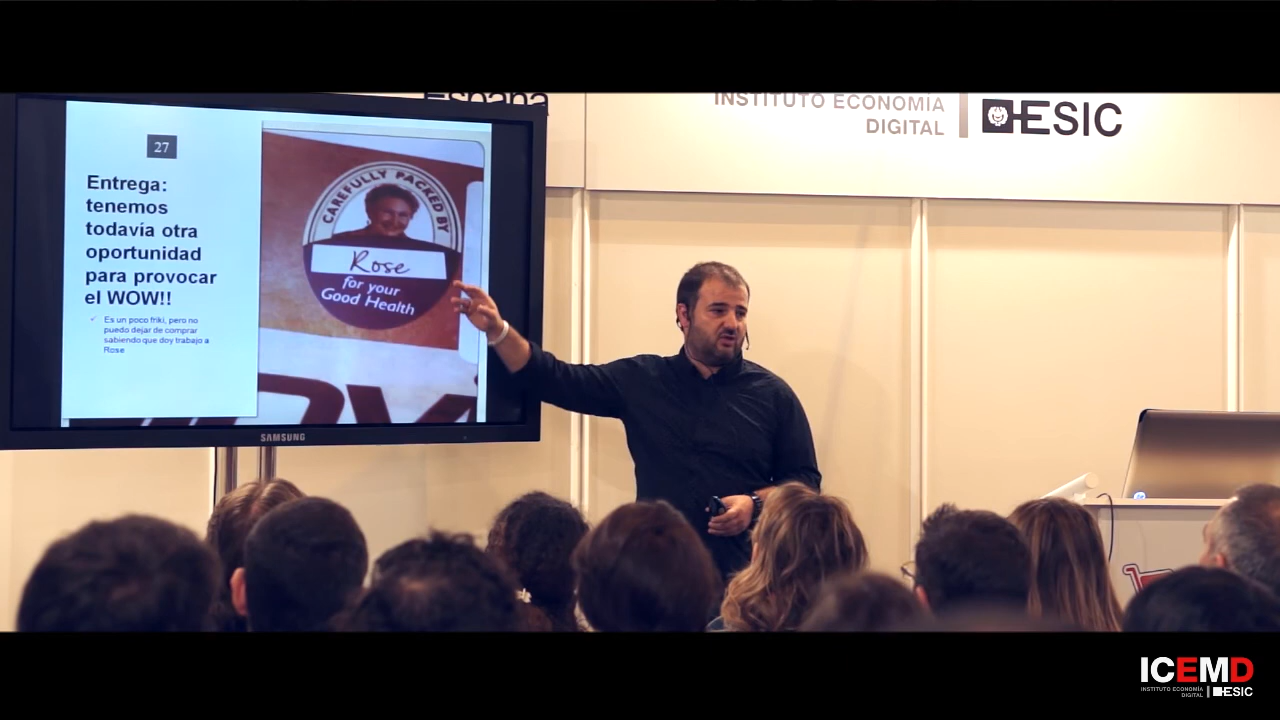 España
INSTITUTO ECONOMÍA
DIGITAL
ESIC
27
Entrega:
tenemos
todavía otra
oportunidad
para provocar
el WOW!!
✓ Es un poco friki, pero no
puedo dejar de comprar
sabiendo que doy trabajo a
Rose
CAREFULLY PACKED BY
Rose
for your
Good Health
SAMSUNG
ICEMD
INSTITUTO ECONOMÍA
DIGITAL
ESIC